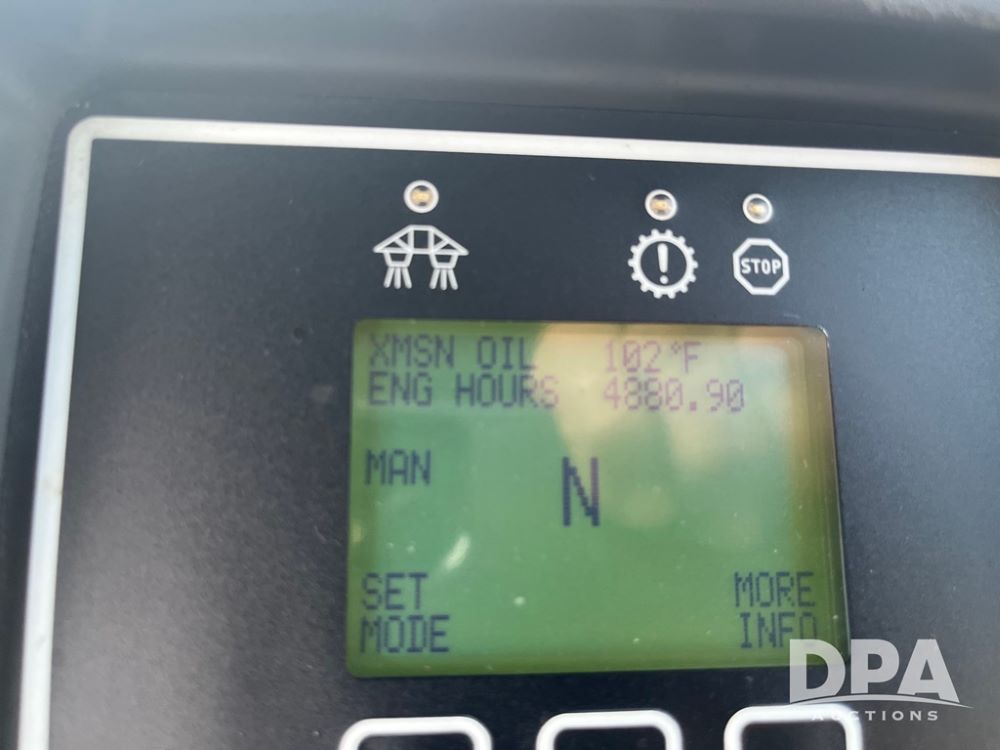 STOP
XMSN OIL 102°F
ENG HOURS 4880.90
MAN N
SET MORE
MODE INFO
DPA
AUCTIONS